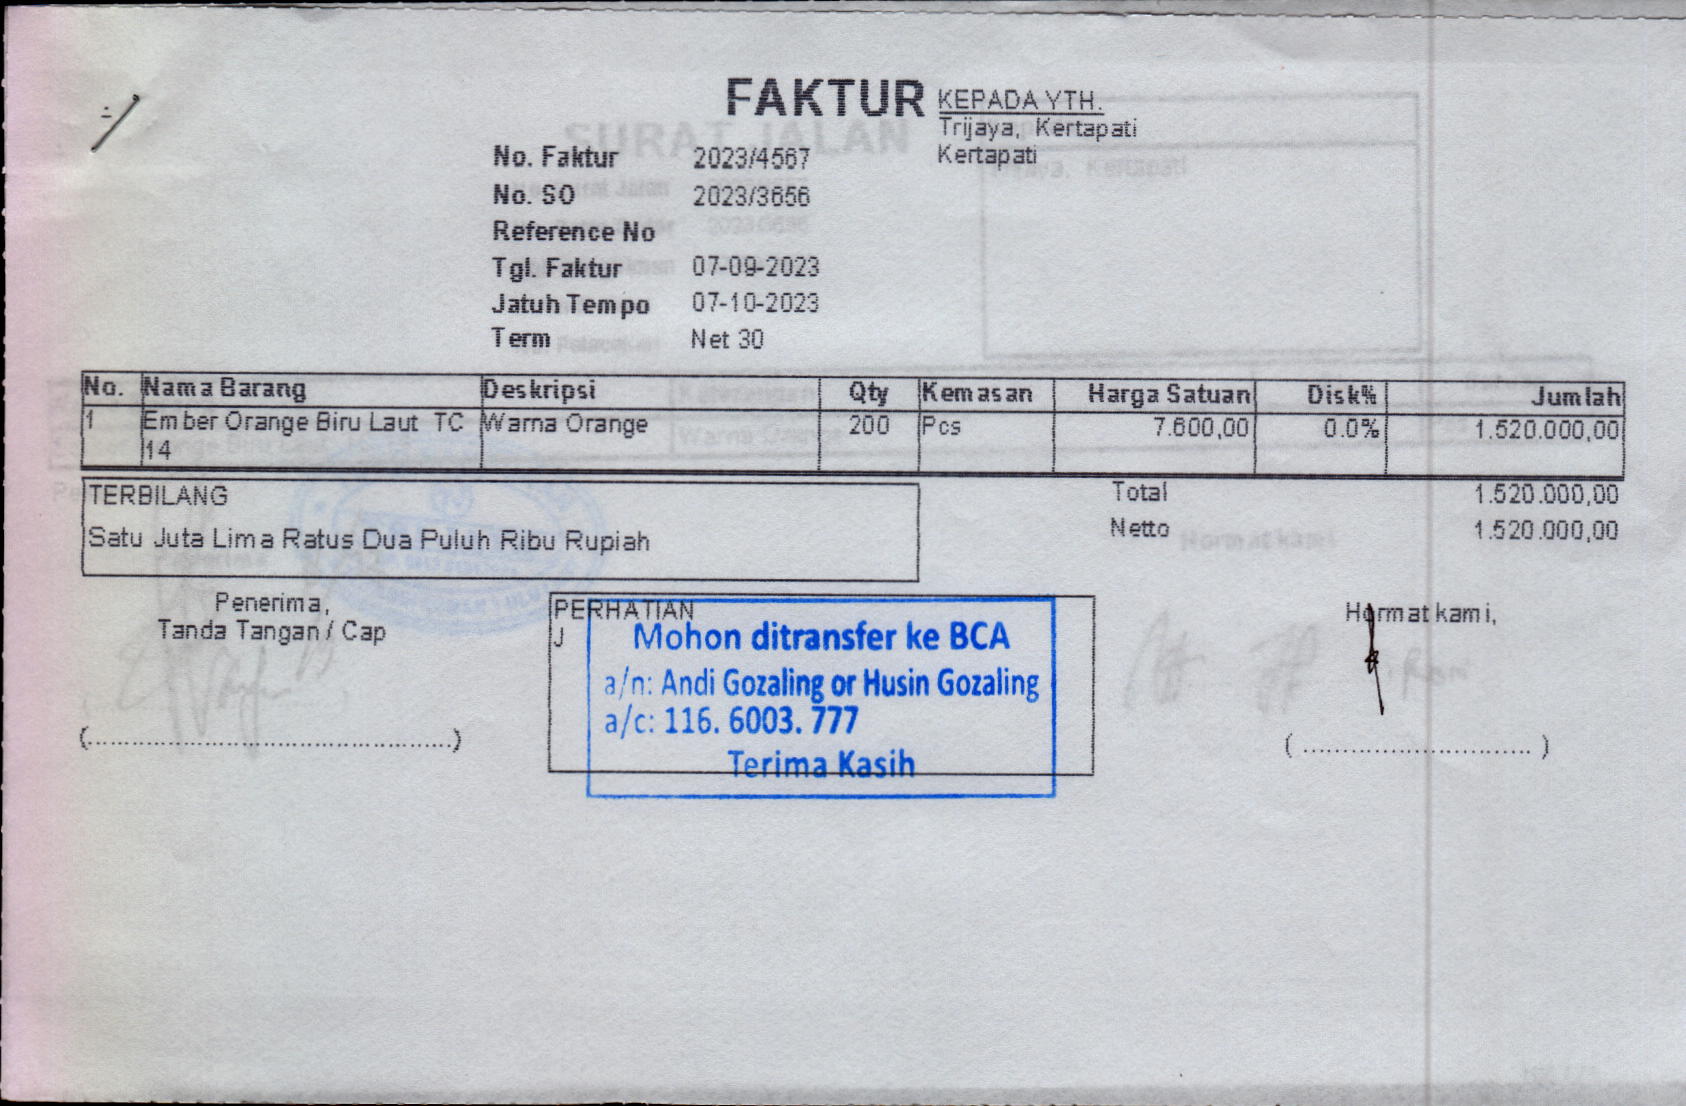 FAKTUR
KEPADA YTH.
Trijaya, Kertapati
Kertapati
No. Faktur 2023/4567
No. SO 2023/3656
Reference No
Tgl. Faktur 07-09-2023
Jatuh Tempo 07-10-2023
Term Net 30
No. Nama Barang Deskripsi Qty Kemasan Harga Satuan Disk% Jumlah
1 Ember Orange Biru Laut TC Warna Orange 200 Pcs 7.600,00 0.0% 1.520.000,00
14
TERBILANG
Satu Juta Lima Ratus Dua Puluh Ribu Rupiah
Total 1.520.000,00
Netto 1.520.000,00
Penerima,
Tanda Tangan / Cap
(............................................)
PERHATIAN
J
Mohon ditransfer ke BCA
a/n: Andi Gozaling or Husin Gozaling
a/c: 116. 6003. 777
Terima Kasih
Hormat kami,
( ............................ )
SURAT JALAN